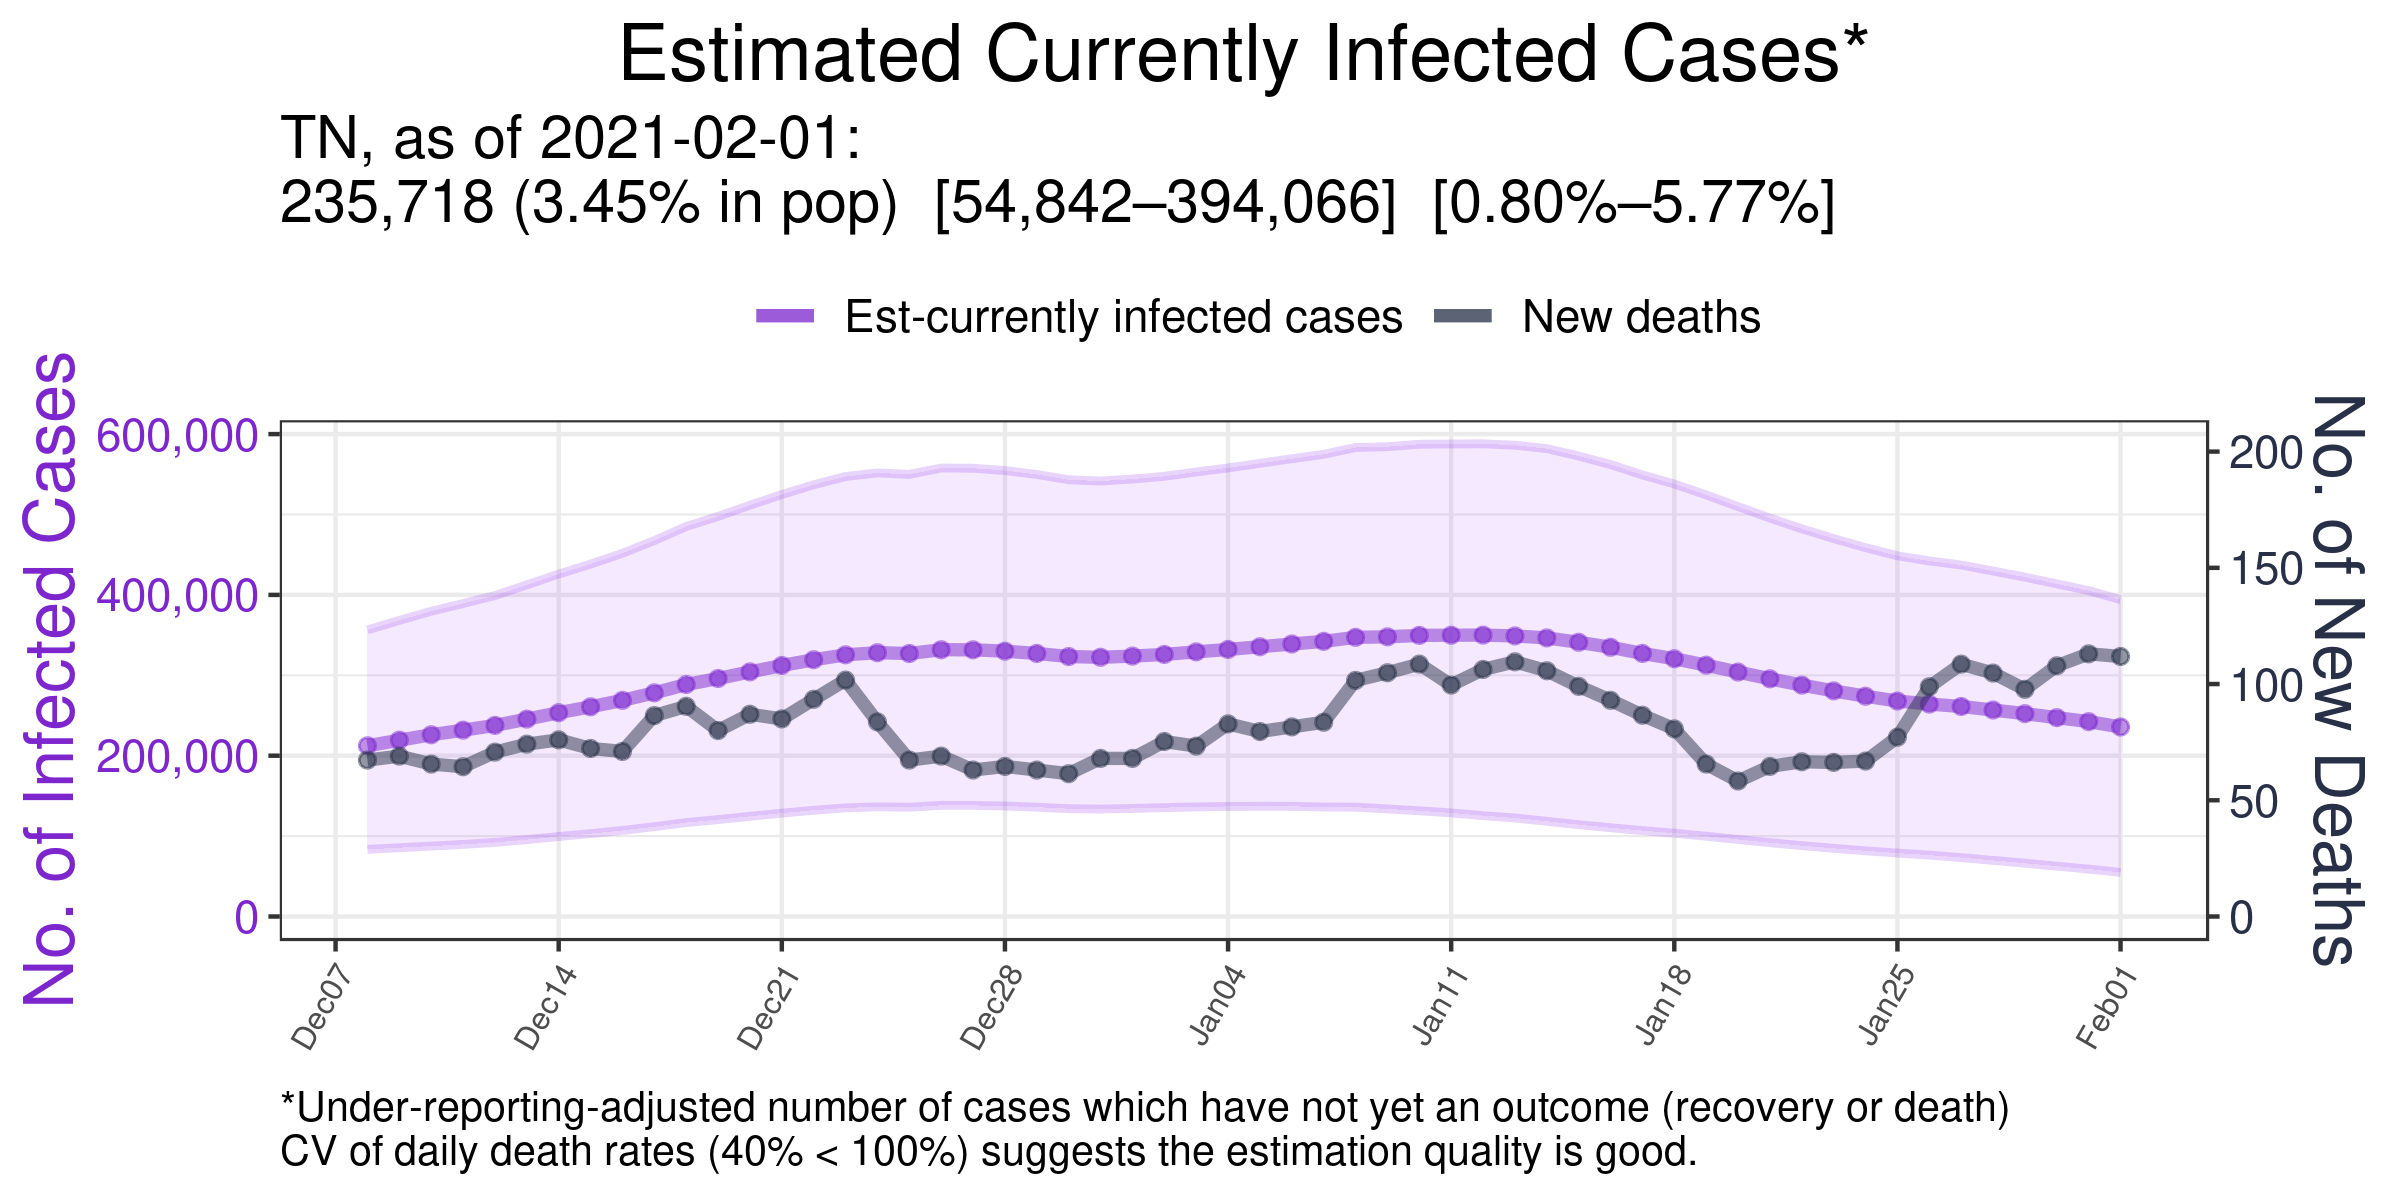 Estimated Currently Infected Cases*
TN, as of 2021-02-01:
235,718 (3.45% in pop)  [54,842–394,066]  [0.80%–5.77%]
Est-currently infected cases
New deaths
No. of Infected Cases
600,000
400,000
200,000
0
200
150
100
50
0
No. of New Deaths
Dec07
Dec14
Dec21
Dec28
Jan04
Jan11
Jan18
Jan25
Feb01
*Under-reporting-adjusted number of cases which have not yet an outcome (recovery or death)
CV of daily death rates (40% < 100%) suggests the estimation quality is good.